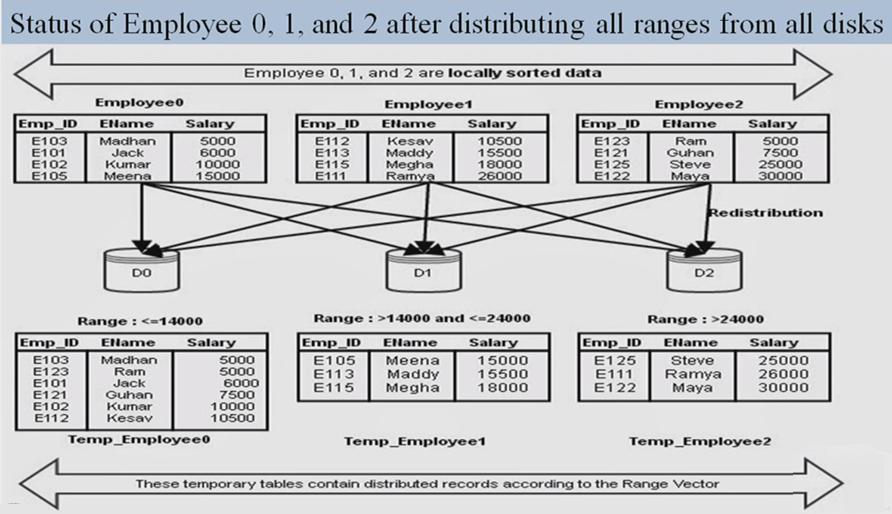 Status of Employee 0, 1, and 2 after distributing all ranges from all disks
Employee 0, 1, and 2 are locally sorted data
Employee0 Employee1 Employee2
Emp_ID EName Salary Emp_ID EName Salary Emp_ID EName Salary
E103 Madhan 5000 E112 Kesav 10500 E123 Ram 5000
E101 Jack 6000 E113 Maddy 15500 E121 Guhan 7500
E102 Kumar 10000 E115 Megha 18000 E125 Steve 25000
E105 Meena 15000 E111 Ramya 26000 E122 Maya 30000
Redistribution
D0 D1 D2
Range : <=14000 Range : >14000 and <=24000 Range : >24000
Emp_ID EName Salary Emp_ID EName Salary Emp_ID EName Salary
E103 Madhan 5000 E105 Meena 15000 E125 Steve 25000
E123 Ram 5000 E113 Maddy 15500 E111 Ramya 26000
E101 Jack 6000 E115 Megha 18000 E122 Maya 30000
E121 Guhan 7500
E102 Kumar 10000
E112 Kesav 10500
Temp_Employee0 Temp_Employee1 Temp_Employee2
These temporary tables contain distributed records according to the Range Vector